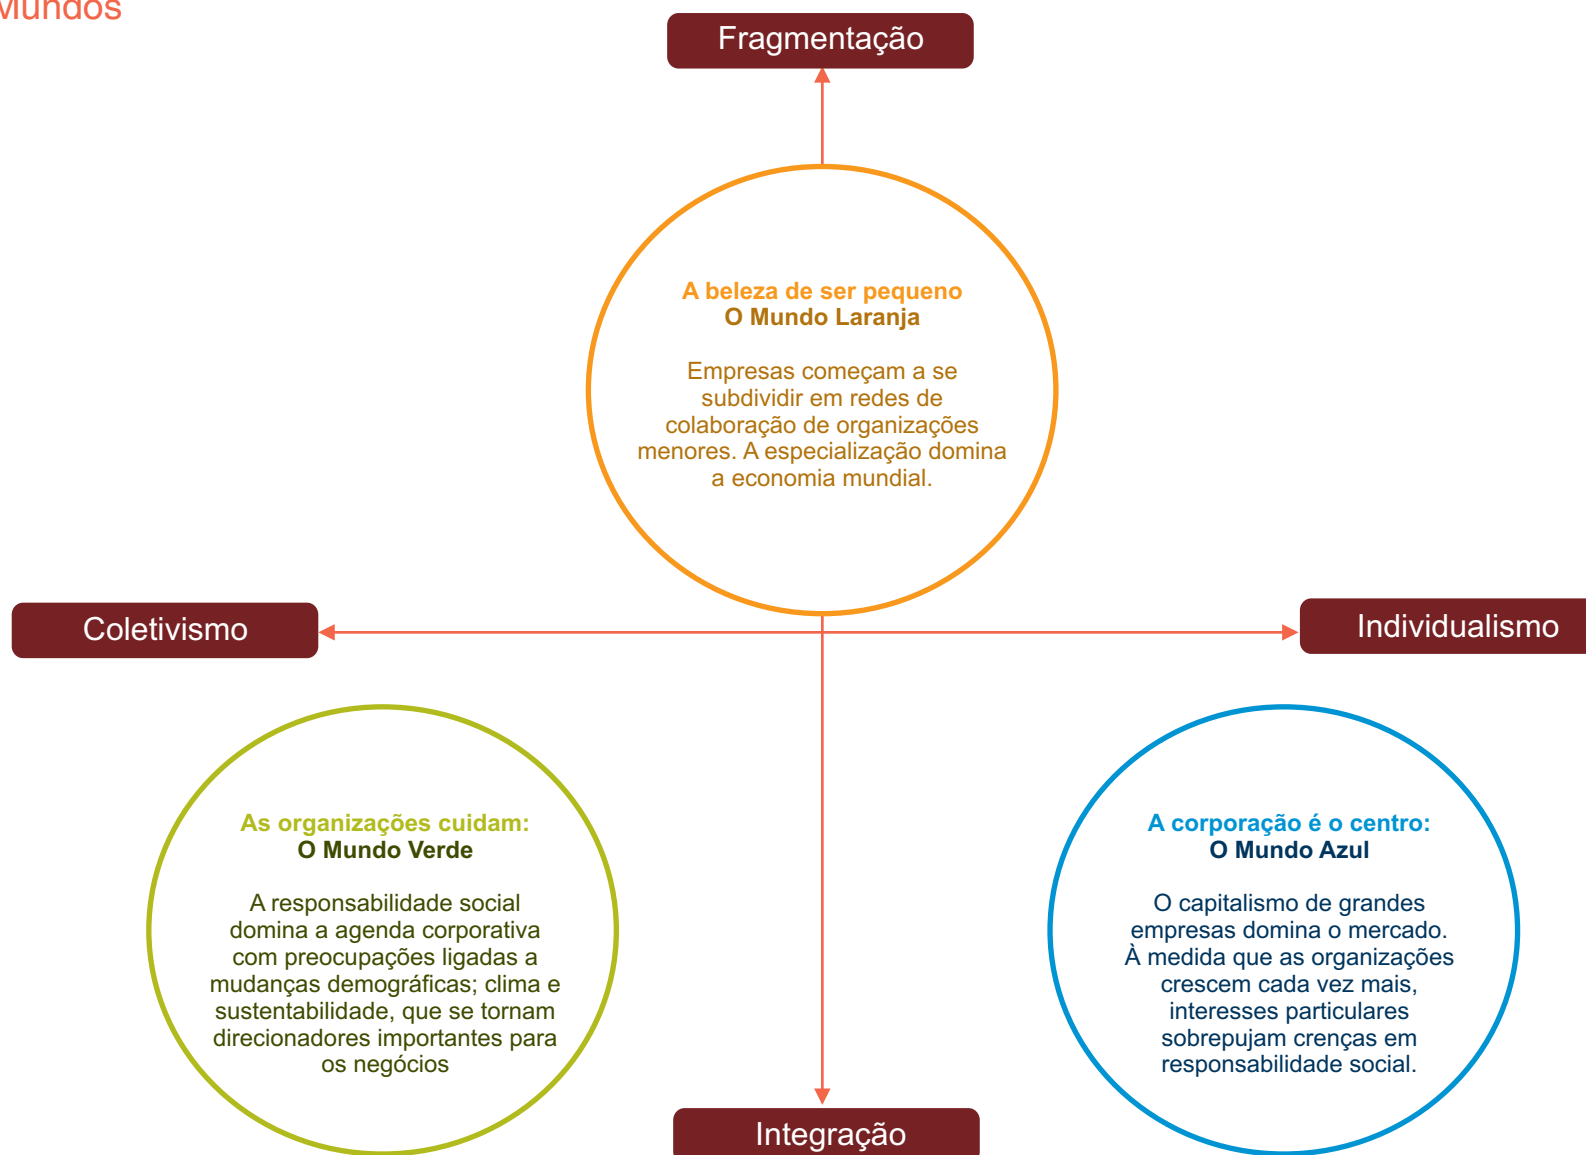 Mundos
Fragmentação
A beleza de ser pequeno
O Mundo Laranja
Empresas começam a se
subdividir em redes de
colaboração de organizações
menores. A especialização domina
a economia mundial.
Coletivismo
Individualismo
As organizações cuidam:
O Mundo Verde
A responsabilidade social
domina a agenda corporativa
com preocupações ligadas a
mudanças demográficas; clima e
sustentabilidade, que se tornam
direcionadores importantes para
os negócios
A corporação é o centro:
O Mundo Azul
O capitalismo de grandes
empresas domina o mercado.
À medida que as organizações
crescem cada vez mais,
interesses particulares
sobrepujam crenças em
responsabilidade social.
Integração